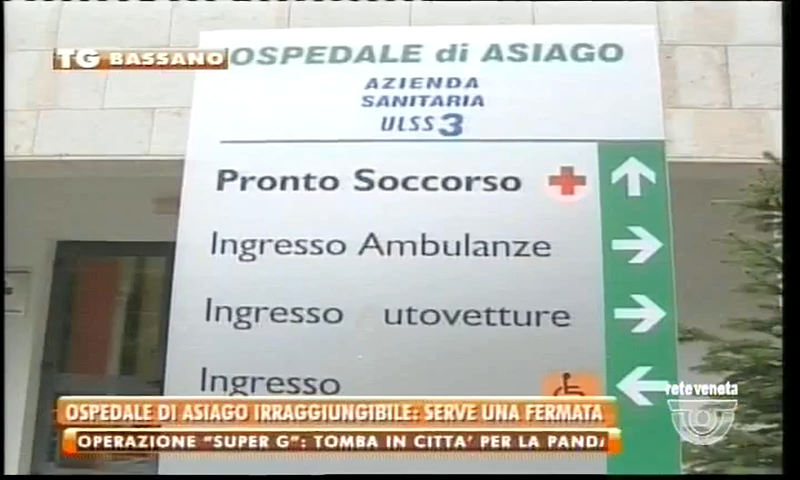 TG BASSANO
OSPEDALE di ASIAGO
AZIENDA
SANITARIA
ULSS 3
Pronto Soccorso
Ingresso Ambulanze
Ingresso utovetture
Ingresso
reteveneta
OSPEDALE DI ASIAGO IRRAGGIUNGIBILE: SERVE UNA FERMATA
OPERAZIONE "SUPER G": TOMBA IN CITTA' PER LA PANDA